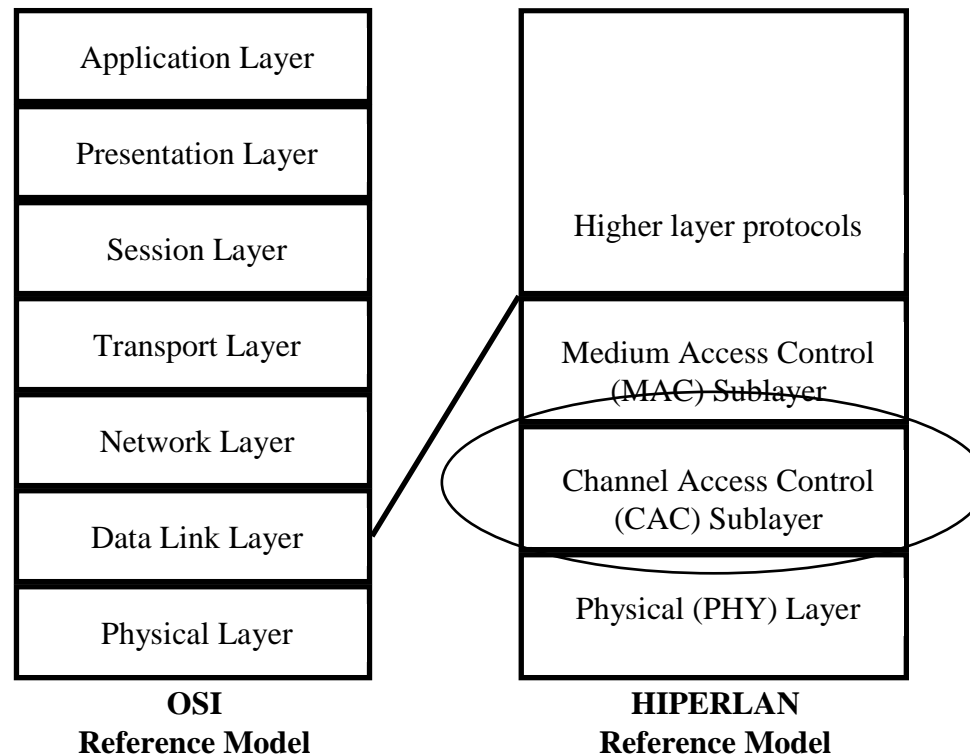 Application Layer
Presentation Layer
Session Layer
Transport Layer
Network Layer
Data Link Layer
Physical Layer
OSI
Reference Model
Higher layer protocols
Medium Access Control
(MAC) Sublayer
Channel Access Control
(CAC) Sublayer
Physical (PHY) Layer
HIPERLAN
Reference Model